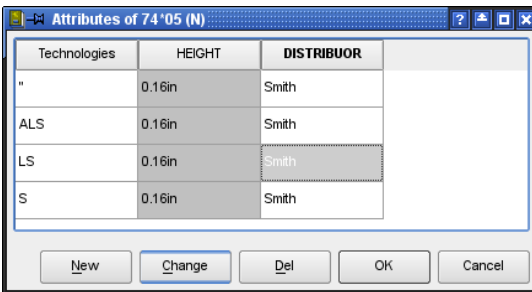 Attributes of 74*05 (N)
Technologies HEIGHT DISTRIBUOR
" 0.16in Smith
ALS 0.16in Smith
LS 0.16in Smith
S 0.16in Smith
New Change Del OK Cancel